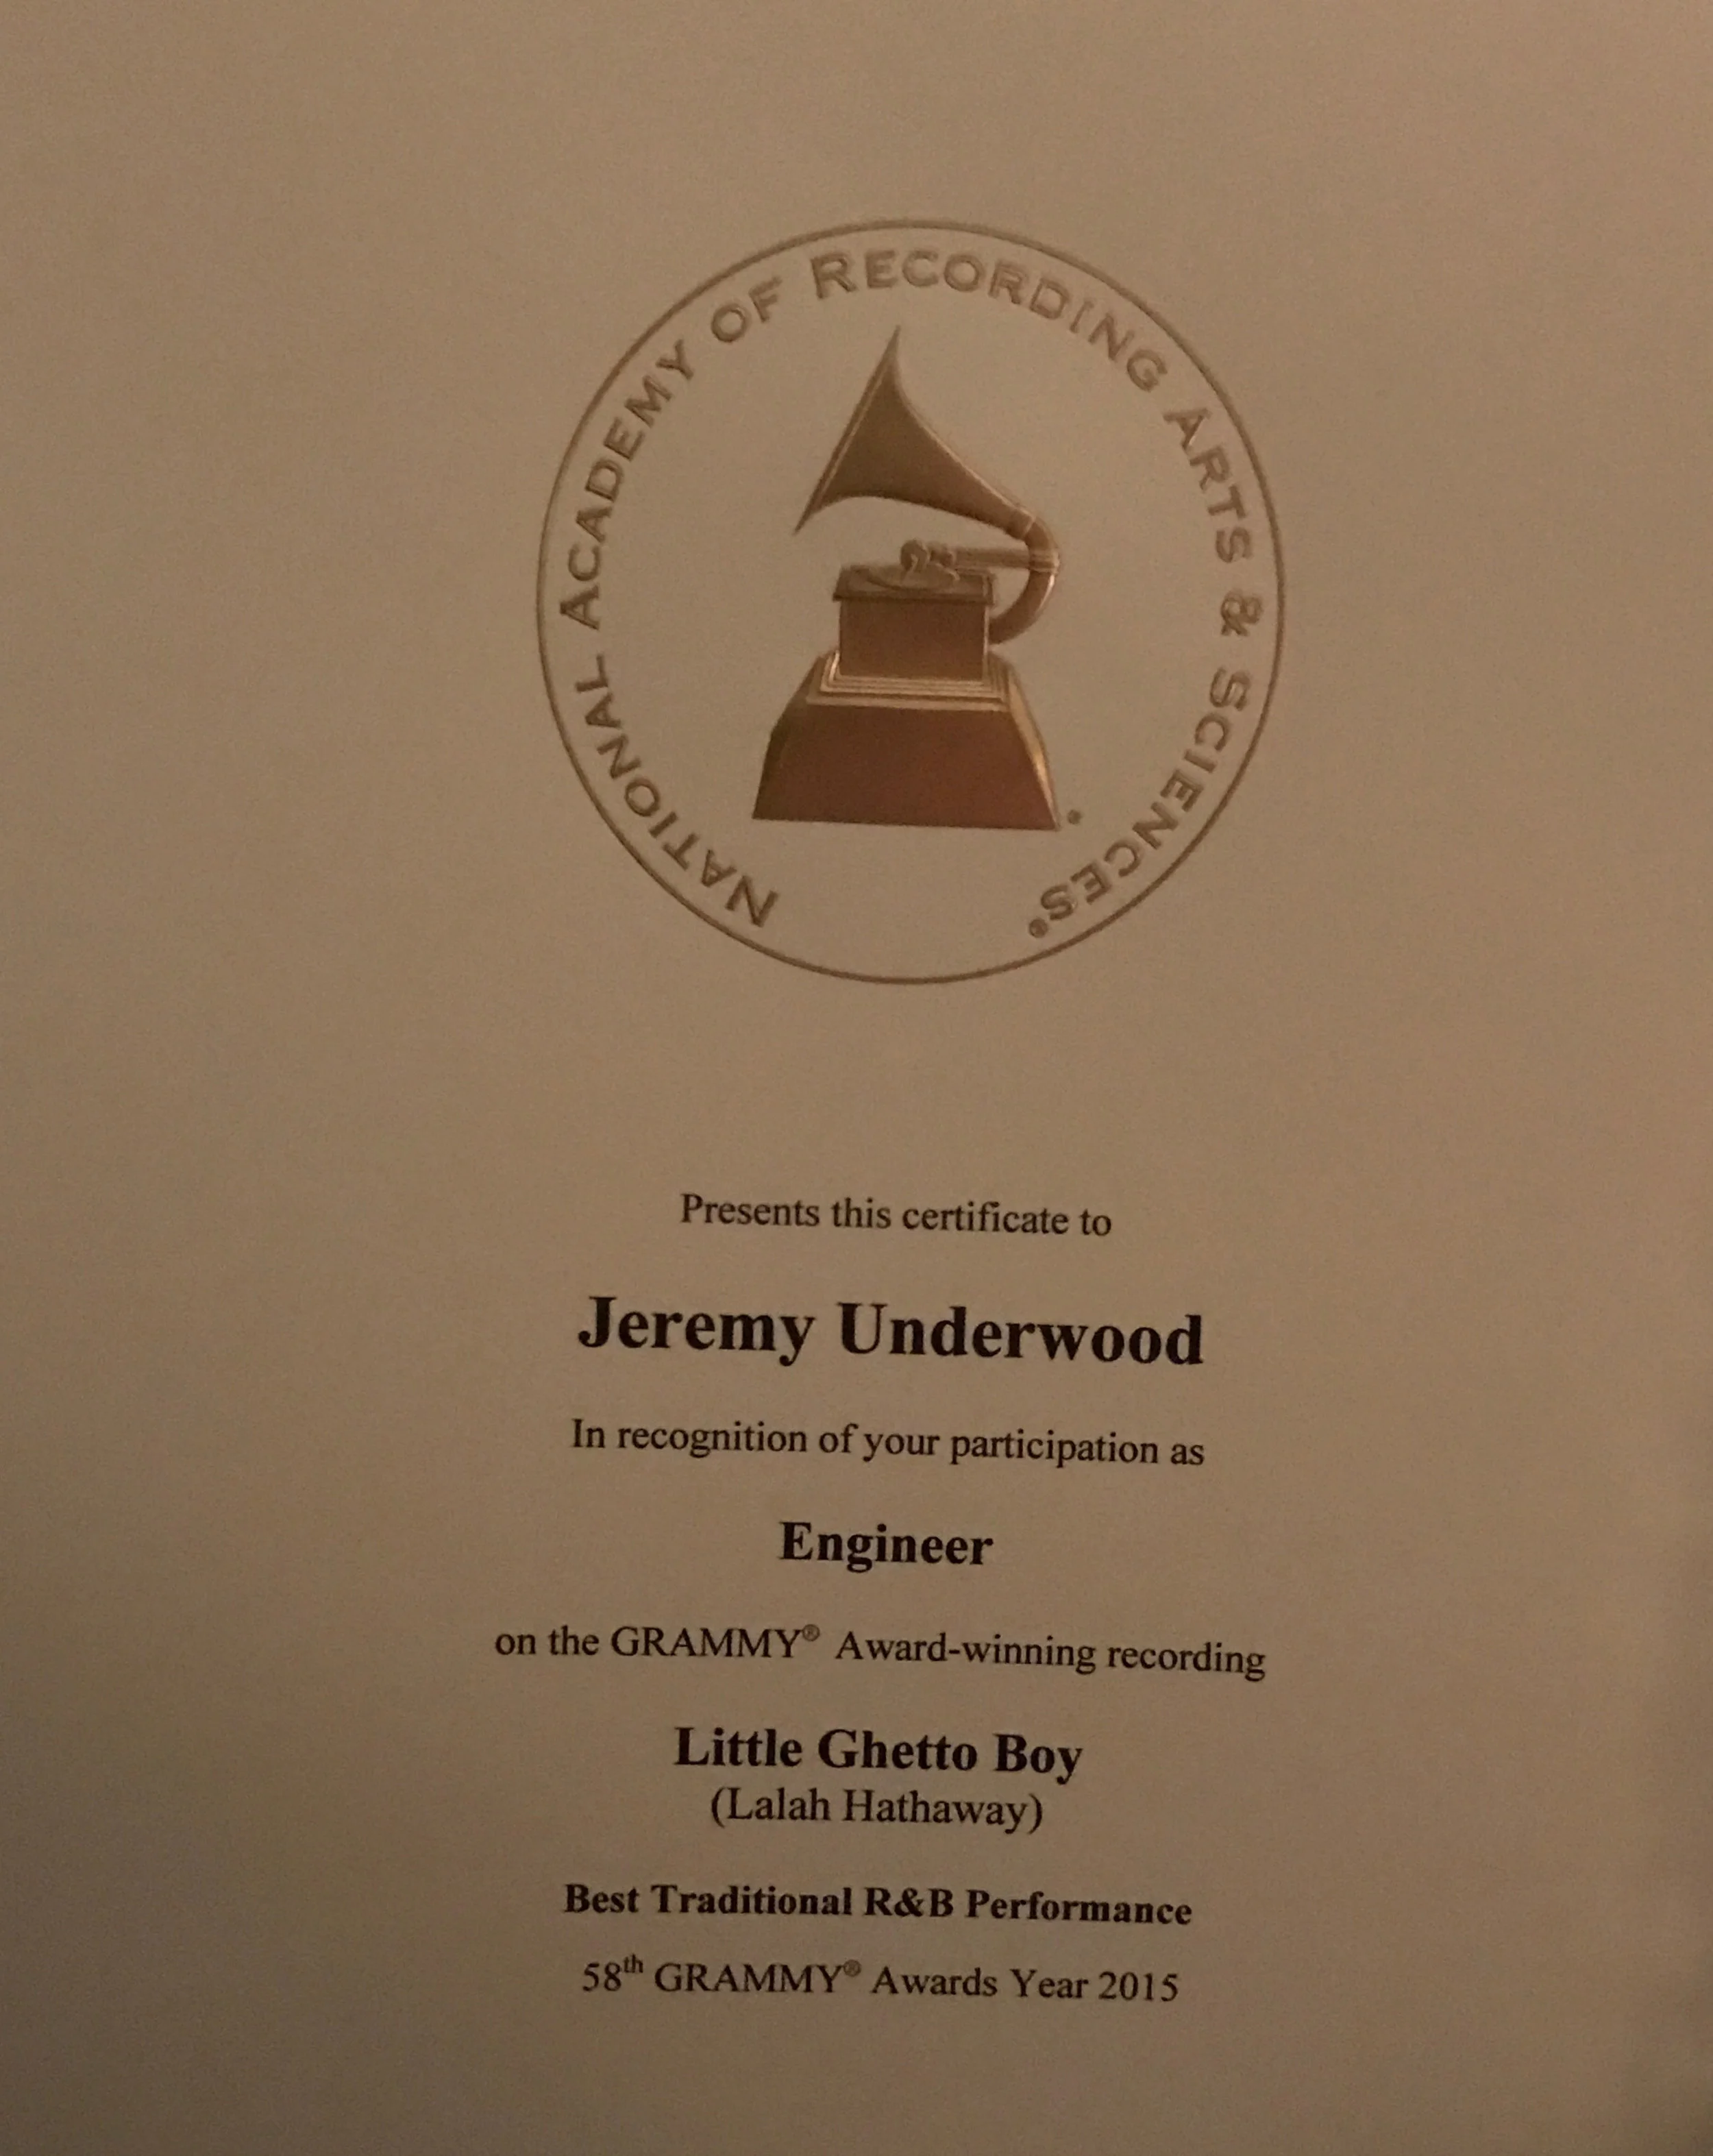 NATIONAL ACADEMY OF RECORDING ARTS & SCIENCES®
Presents this certificate to
Jeremy Underwood
In recognition of your participation as
Engineer
on the GRAMMY® Award-winning recording
Little Ghetto Boy
(Lalah Hathaway)
Best Traditional R&B Performance
58th GRAMMY® Awards Year 2015